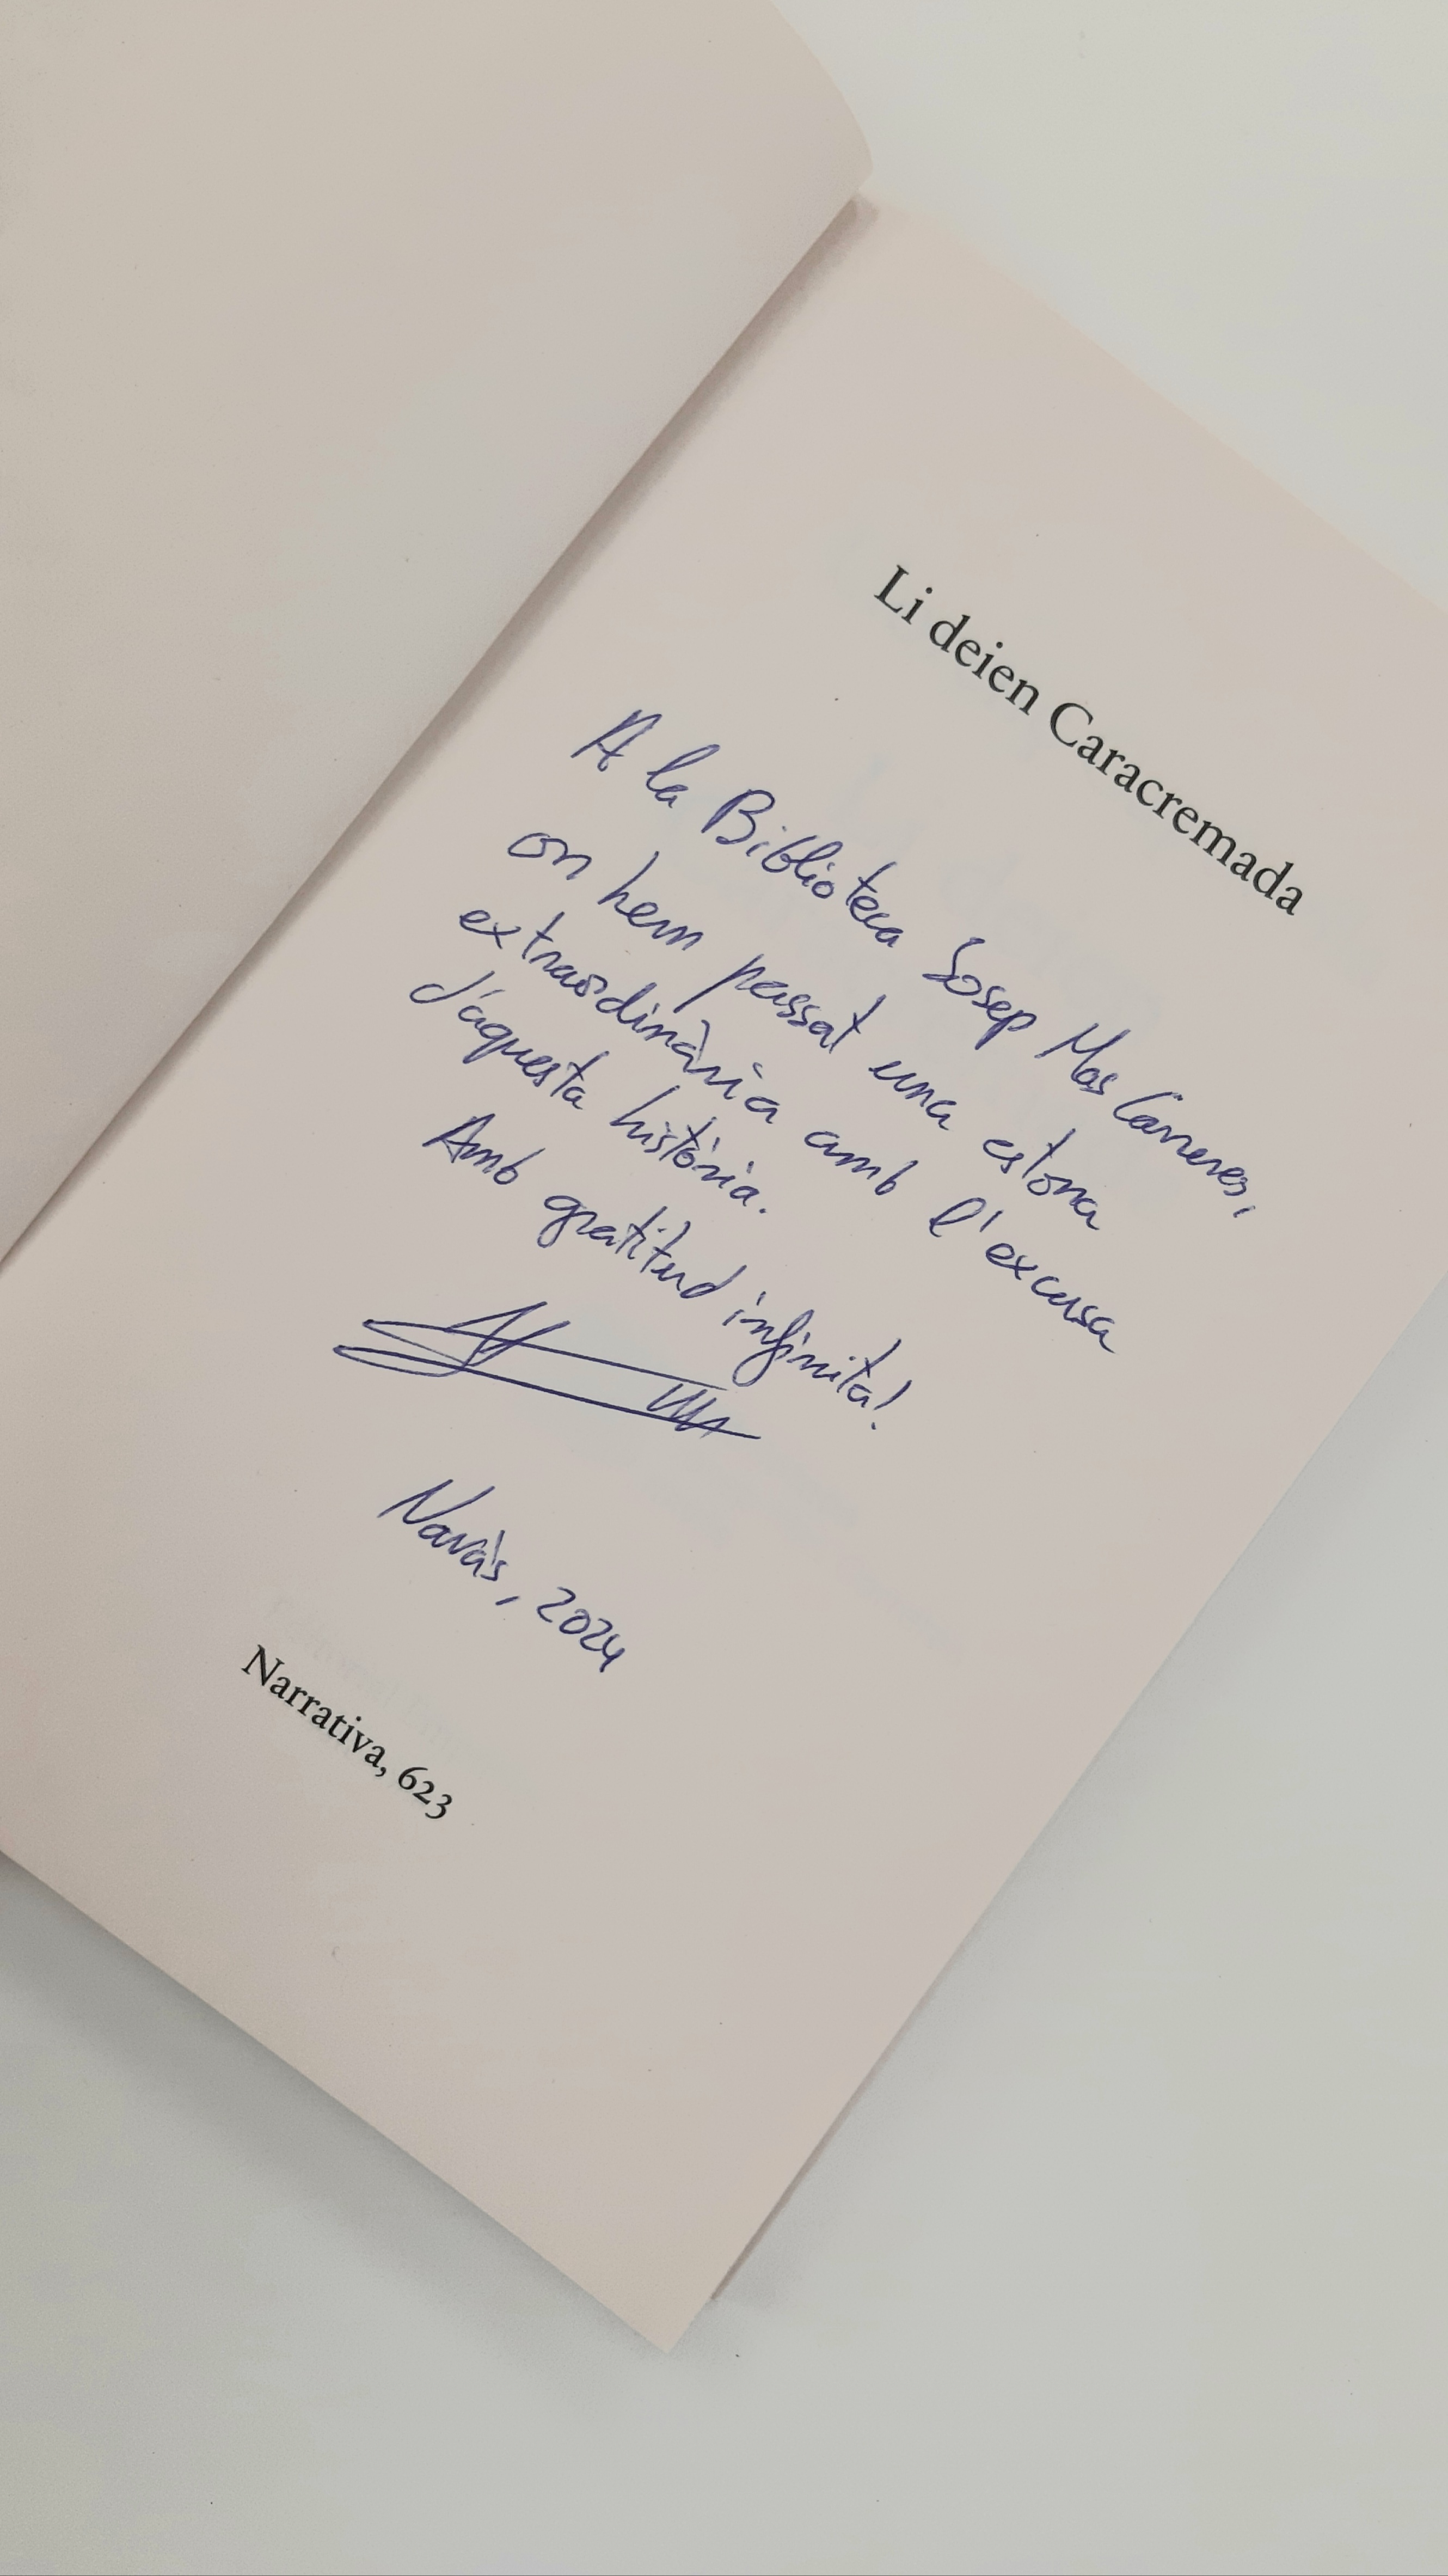 Li deien Caracremada
A la Biblioteca Josep Mas Carreres,
on hem passat una estona
extraordinària amb l'excusa
d'aquesta història.
Amb gratitud infinita!
Navàs, 2024
Narrativa, 623